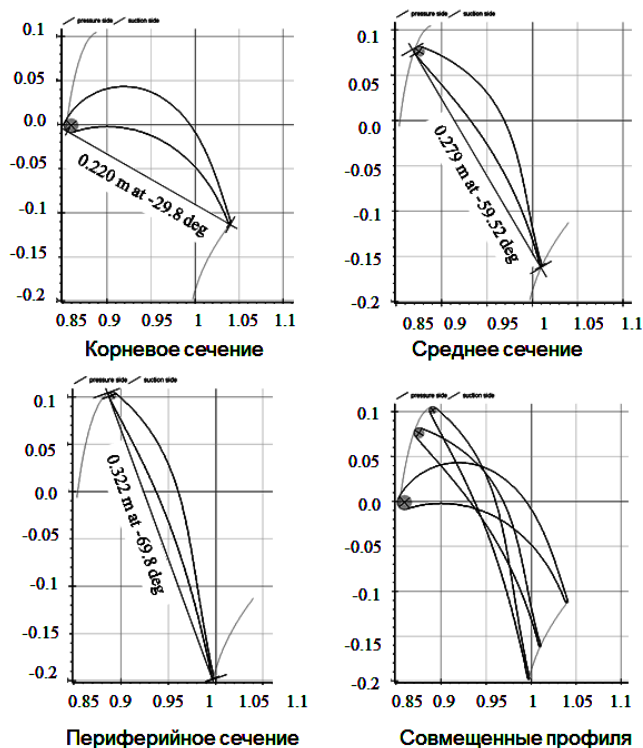 pressure side suction side
0.1
0.05
0.0
-0.05
-0.1
-0.15
-0.2
0.220 m at -29.8 deg
0.85 0.9 0.95 1 1.05 1.1
Корневое сечение
pressure side suction side
0.1
0.05
0.0
-0.05
-0.1
-0.15
-0.2
0.279 m at -59.52 deg
0.85 0.9 0.95 1 1.05 1.1
Среднее сечение
pressure side suction side
0.1
0.05
0.0
-0.05
-0.1
-0.15
-0.2
0.322 m at -69.8 deg
0.85 0.9 0.95 1 1.05 1.1
Периферийное сечение
pressure side suction side
0.1
0.05
0.0
-0.05
-0.1
-0.15
-0.2
0.85 0.9 0.95 1 1.05 1.1
Совмещенные профиля